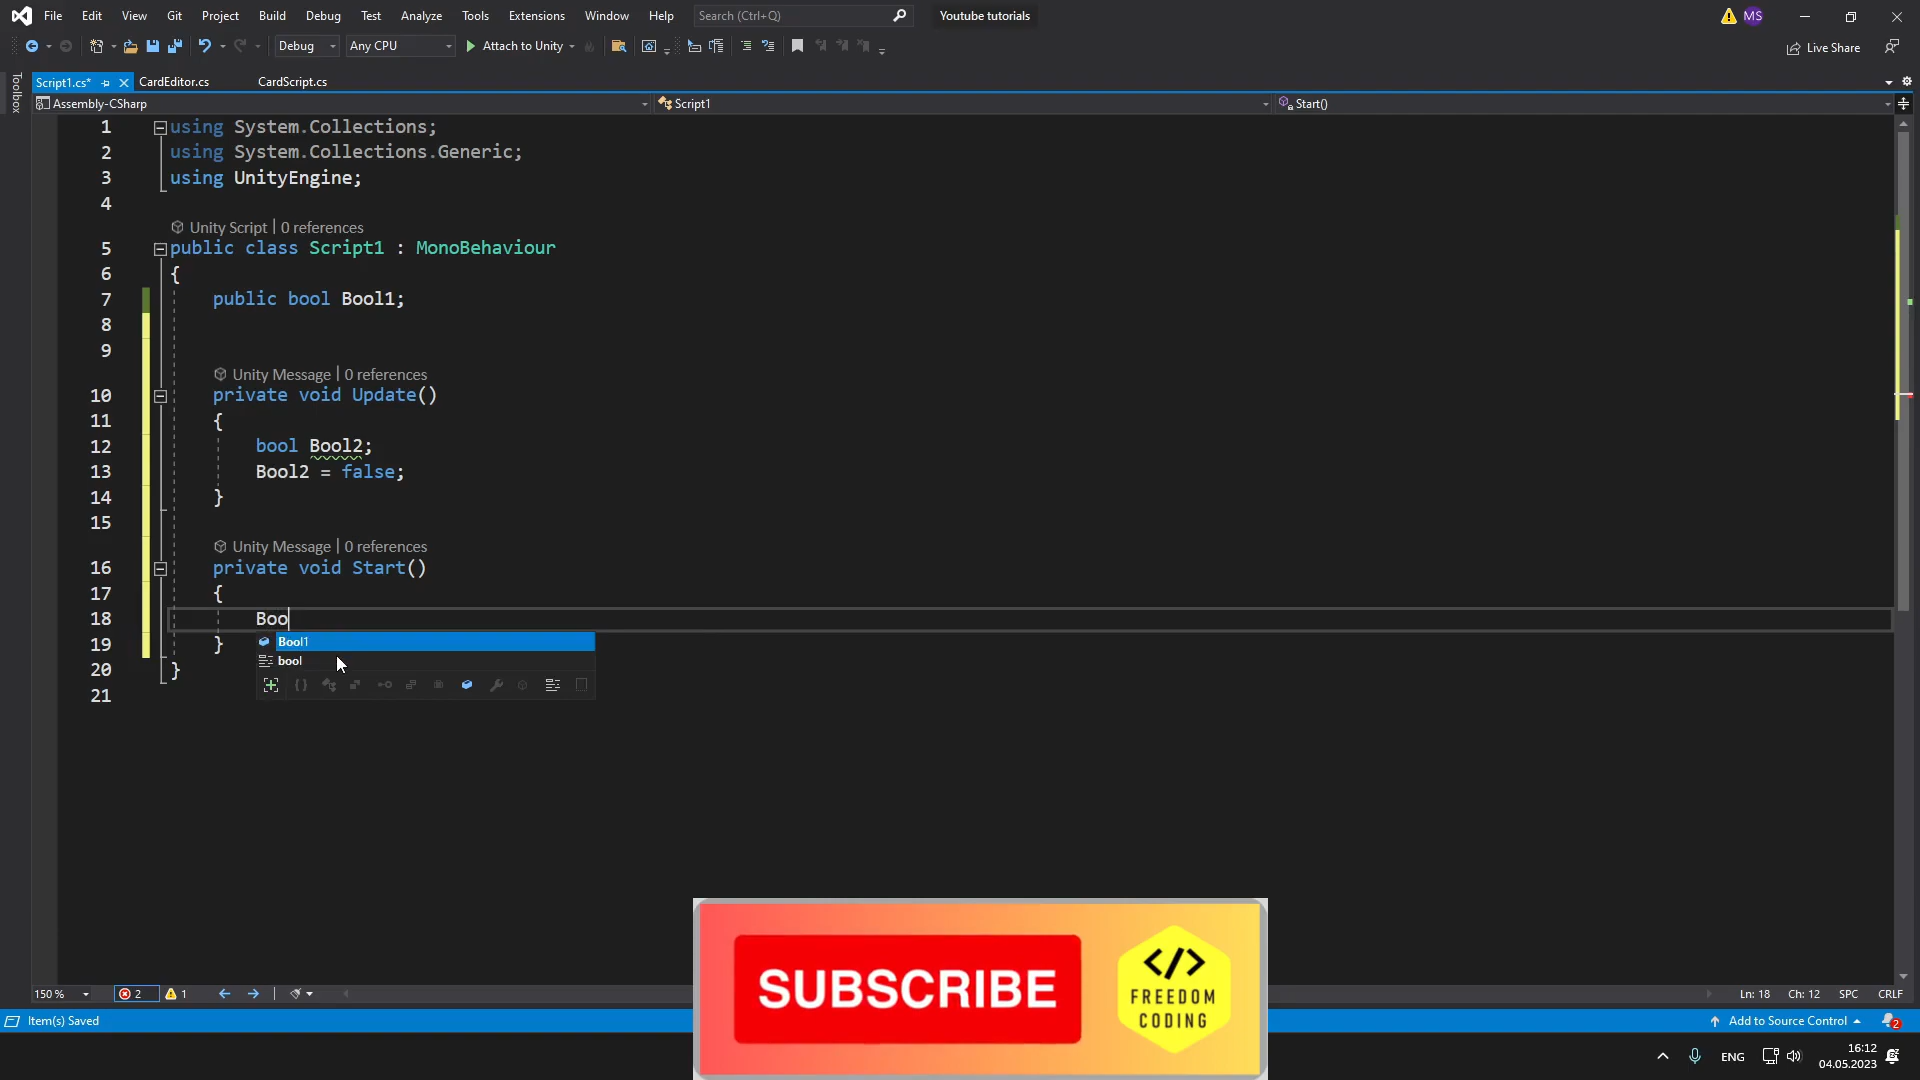 File Edit View Git Project Build Debug Test Analyze Tools Extensions Window Help Search (Ctrl+Q) Youtube tutorials MS
Debug Any CPU Attach to Unity Live Share
Toolbox
Script1.cs* CardEditor.cs CardScript.cs
Assembly-CSharp Script1 Start()
1 using System.Collections;
2 using System.Collections.Generic;
3 using UnityEngine;
4
Unity Script | 0 references
5 public class Script1 : MonoBehaviour
6 {
7 public bool Bool1;
8
9
Unity Message | 0 references
10 private void Update()
11 {
12 bool Bool2;
13 Bool2 = false;
14 }
15
Unity Message | 0 references
16 private void Start()
17 {
18 Boo
Bool1
19 }
bool
20 }
21
SUBSCRIBE
</>
FREEDOM
CODING
150 % 2 1 Ln: 18 Ch: 12 SPC CRLF
Item(s) Saved Add to Source Control 2
ENG 16:12
04.05.2023